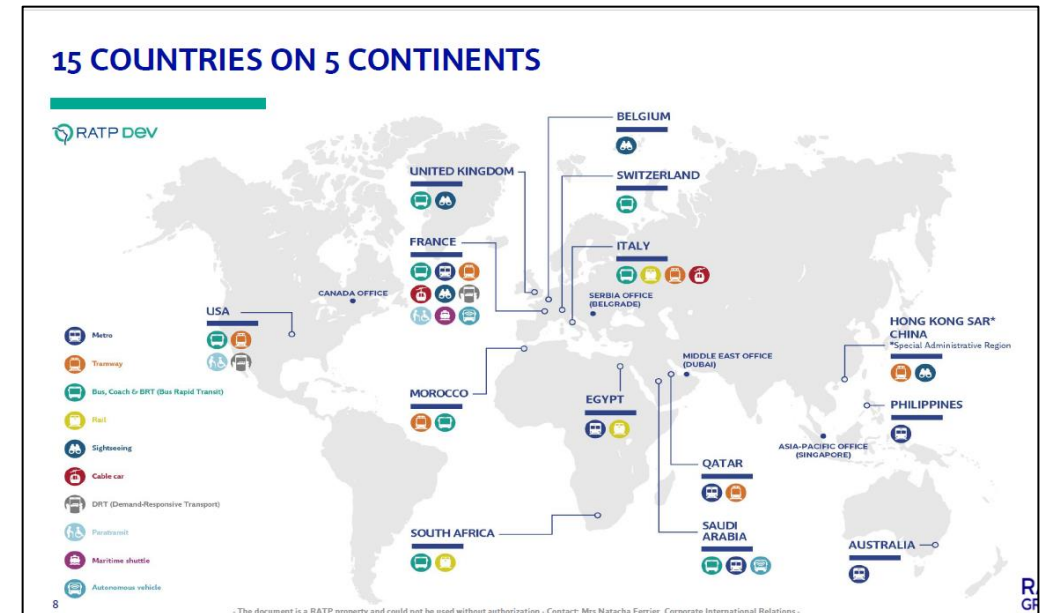 15 COUNTRIES ON 5 CONTINENTS
RATP DEV
BELGIUM
UNITED KINGDOM
SWITZERLAND
FRANCE
ITALY
CANADA OFFICE
SERBIA OFFICE
(BELGRADE)
USA
HONG KONG SAR*
CHINA
*Special Administrative Region
MIDDLE EAST OFFICE
(DUBAI)
MOROCCO
EGYPT
PHILIPPINES
ASIA-PACIFIC OFFICE
(SINGAPORE)
QATAR
SOUTH AFRICA
SAUDI
ARABIA
AUSTRALIA
Metro
Tramway
Bus, Coach & BRT (Bus Rapid Transit)
Rail
Sightseeing
Cable car
DRT (Demand-Responsive Transport)
Paratransit
Maritime shuttle
Autonomous vehicle
8
- The document is a RATP property and could not be used without authorization - Contact: Mrs Natacha Ferrier, Corporate International Relations -